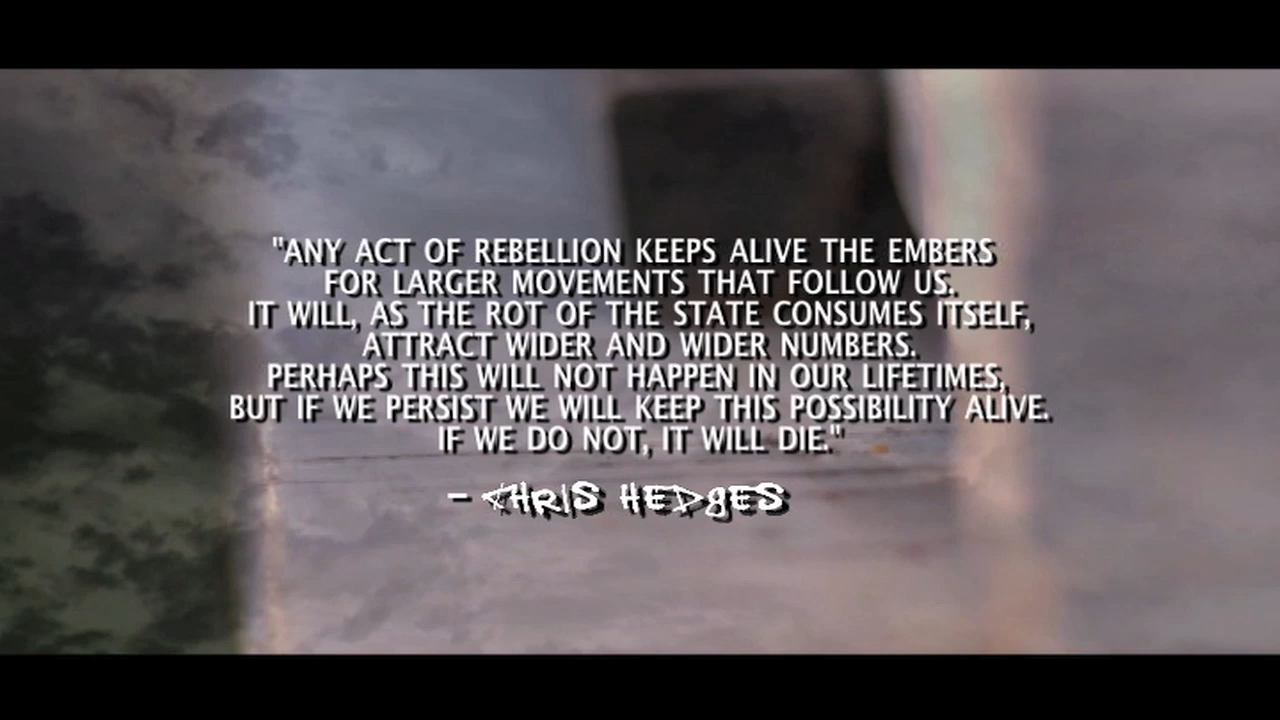 "ANY ACT OF REBELLION KEEPS ALIVE THE EMBERS
FOR LARGER MOVEMENTS THAT FOLLOW US.
IT WILL, AS THE ROT OF THE STATE CONSUMES ITSELF,
ATTRACT WIDER AND WIDER NUMBERS.
PERHAPS THIS WILL NOT HAPPEN IN OUR LIFETIMES,
BUT IF WE PERSIST WE WILL KEEP THIS POSSIBILITY ALIVE.
IF WE DO NOT, IT WILL DIE."
– CHRIS HEDGES